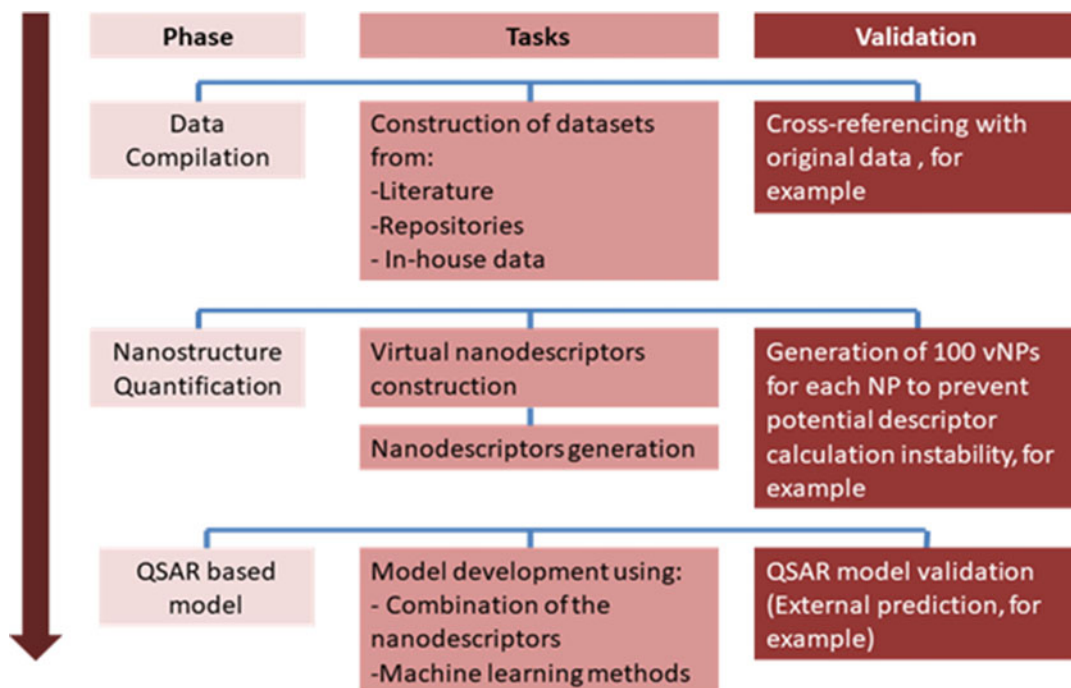 Phase
Tasks
Validation
Data
Compilation
Construction of datasets
from:
-Literature
-Repositories
- In-house data
Cross-referencing with
original data , for
example
Nanostructure
Quantification
Virtual nanodescriptors
construction
Nanodescriptors generation
Generation of 100 vNPs
for each NP to prevent
potential descriptor
calculation instability, for
example
QSAR based
model
Model development using:
- Combination of the
nanodescriptors
-Machine learning methods
QSAR model validation
(External prediction, for
example)